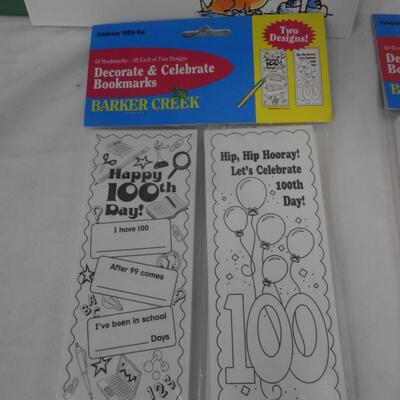 Celebrate 100th Day
60 Bookmarks - 30 Each of Two Designs
Decorate & Celebrate
Bookmarks
BARKER CREEK
Two
Designs!
Happy
100th
Day!
I have 100
After 99 comes
I've been in school
Days
Hip, Hip Hooray!
Let's Celebrate
100th
Day!
100